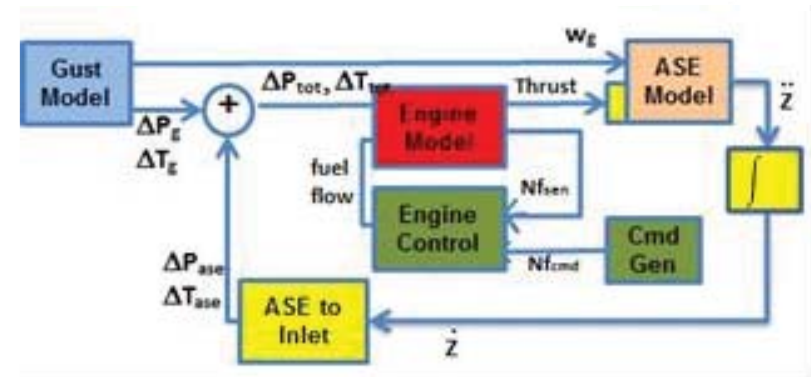 w_g
Gust
Model
ΔP_tot, ΔT_tot
Thrust
ASE
Model
z̈
+
ΔP_g
ΔT_g
Engine
Model
fuel
flow
Nf_sen
∫
Engine
Control
Cmd
Gen
Nf_cmd
ΔP_ase
ΔT_ase
ASE to
Inlet
ż